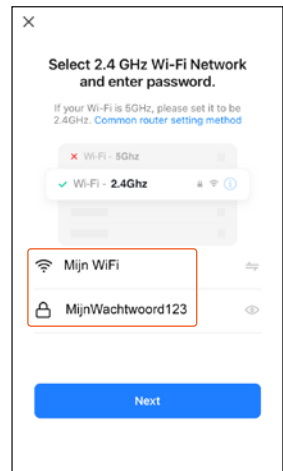 Select 2.4 GHz Wi-Fi Network
and enter password.
If your Wi-Fi is 5GHz, please set it to be
2.4GHz. Common router setting method
Wi-Fi - 5Ghz
Wi-Fi - 2.4Ghz
Mijn WiFi
MijnWachtwoord123
Next